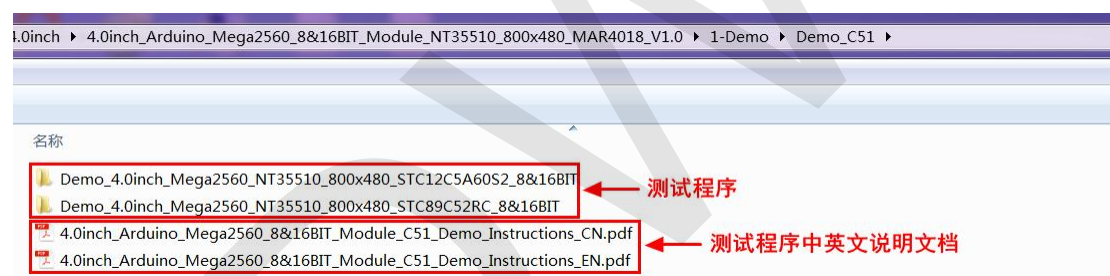 4.0inch ▸ 4.0inch_Arduino_Mega2560_8&16BIT_Module_NT35510_800x480_MAR4018_V1.0 ▸ 1-Demo ▸ Demo_C51 ▸
名称
Demo_4.0inch_Mega2560_NT35510_800x480_STC12C5A60S2_8&16BIT
测试程序
Demo_4.0inch_Mega2560_NT35510_800x480_STC89C52RC_8&16BIT
4.0inch_Arduino_Mega2560_8&16BIT_Module_C51_Demo_Instructions_CN.pdf
测试程序中英文说明文档
4.0inch_Arduino_Mega2560_8&16BIT_Module_C51_Demo_Instructions_EN.pdf